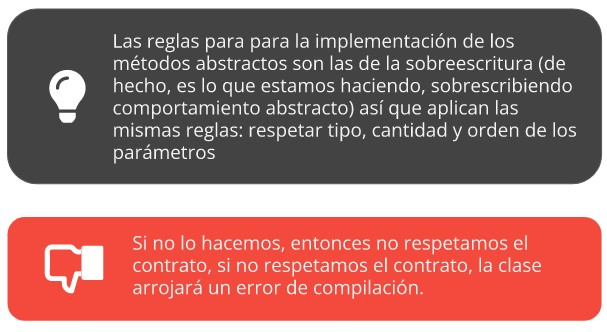 Las reglas para para la implementación de los
métodos abstractos son las de la sobreescritura (de
hecho, es lo que estamos haciendo, sobrescribiendo
comportamiento abstracto) así que aplican las
mismas reglas: respetar tipo, cantidad y orden de los
parámetros
Si no lo hacemos, entonces no respetamos el
contrato, si no respetamos el contrato, la clase
arrojará un error de compilación.